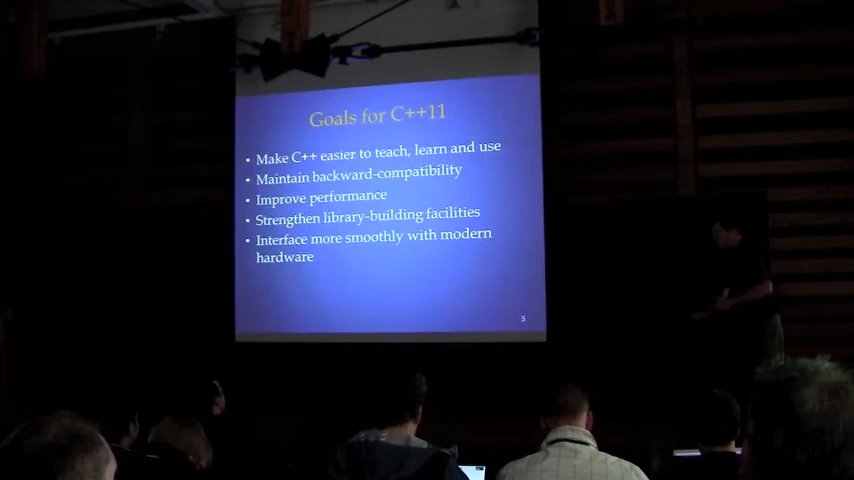 Goals for C++11
• Make C++ easier to teach, learn and use
• Maintain backward-compatibility
• Improve performance
• Strengthen library-building facilities
• Interface more smoothly with modern
hardware
5